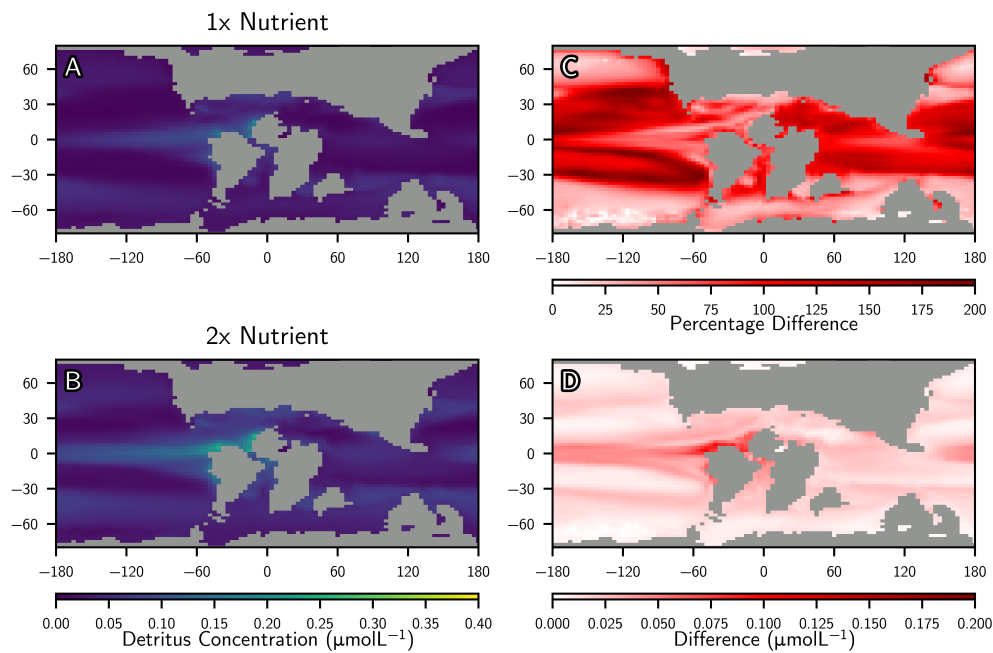 1x Nutrient
A
60
30
0
−30
−60
−180 −120 −60 0 60 120 180
C
60
30
0
−30
−60
−180 −120 −60 0 60 120 180
0 25 50 75 100 125 150 175 200
Percentage Difference
2x Nutrient
B
60
30
0
−30
−60
−180 −120 −60 0 60 120 180
0.00 0.05 0.10 0.15 0.20 0.25 0.30 0.35 0.40
Detritus Concentration (μmolL⁻¹)
D
60
30
0
−30
−60
−180 −120 −60 0 60 120 180
0.000 0.025 0.050 0.075 0.100 0.125 0.150 0.175 0.200
Difference (μmolL⁻¹)